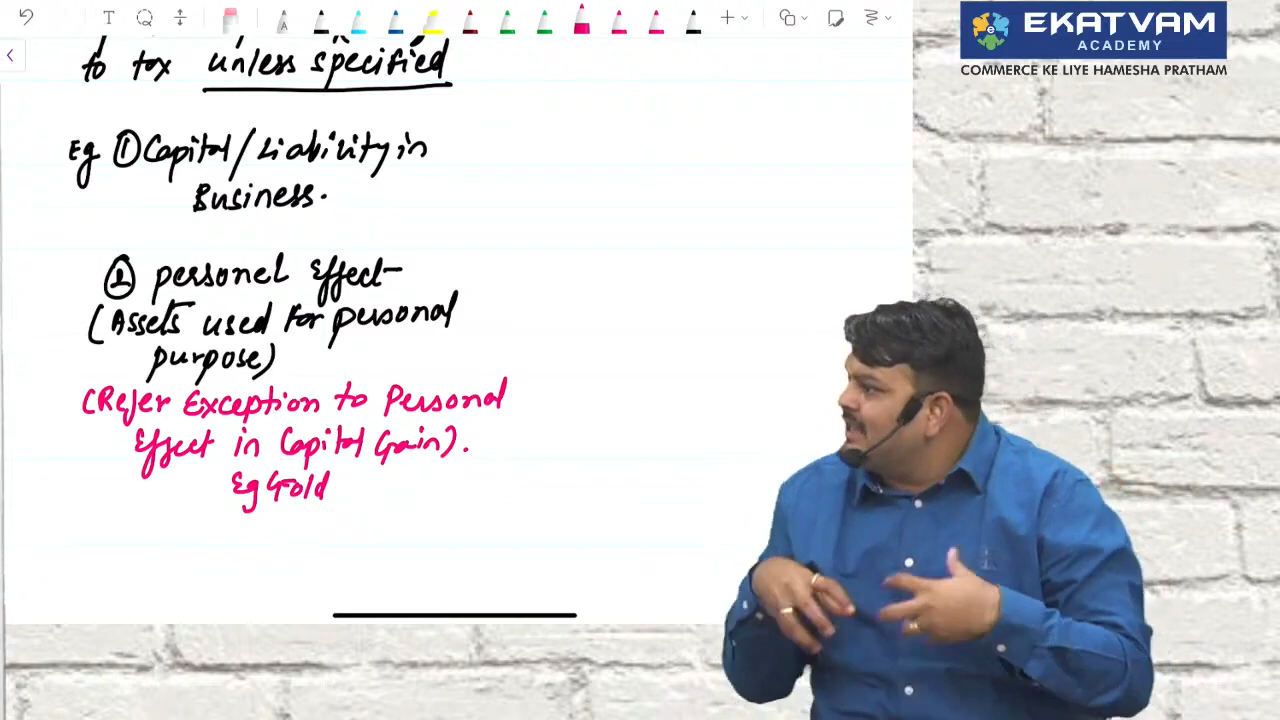 T
EKATVAM
ACADEMY
COMMERCE KE LIYE HAMESHA PRATHAM
to tax unless specified
Eg ① Capital/Liability in
Business.
② personel Effect-
(Assets used for personal
purpose)
(Refer Exception to Personal
Effect in Capital Gain).
Eg Gold